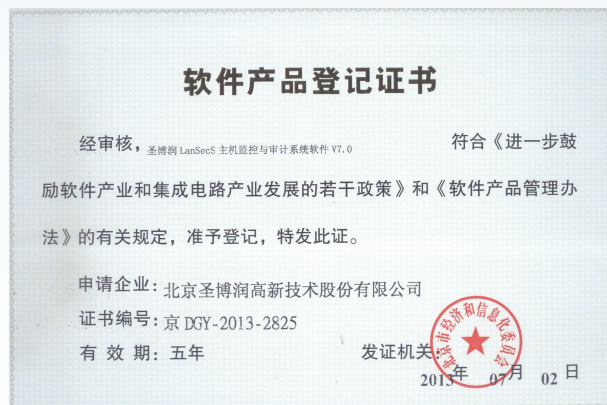 软件产品登记证书
经审核，圣博润 LanSecS 主机监控与审计系统软件 V7.0 符合《进一步鼓
励软件产业和集成电路产业发展的若干政策》和《软件产品管理办
法》的有关规定，准予登记，特发此证。
申请企业：北京圣博润高新技术股份有限公司
证书编号：京 DGY-2013-2825
有 效 期：五年
发证机关：
北京市经济和信息化委员会
2013年 07月 02 日